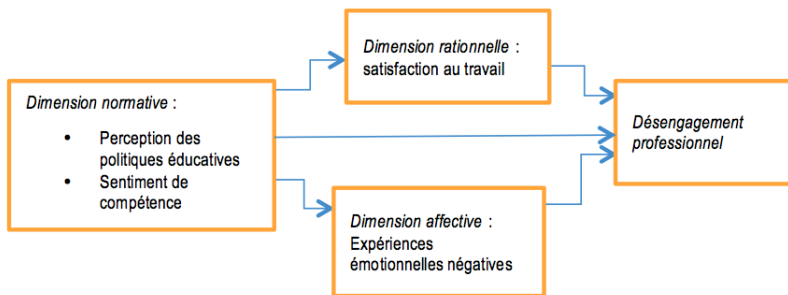 Dimension rationnelle :
satisfaction au travail
Dimension normative :
• Perception des
politiques éducatives
• Sentiment de
compétence
Désengagement
professionnel
Dimension affective :
Expériences
émotionnelles négatives